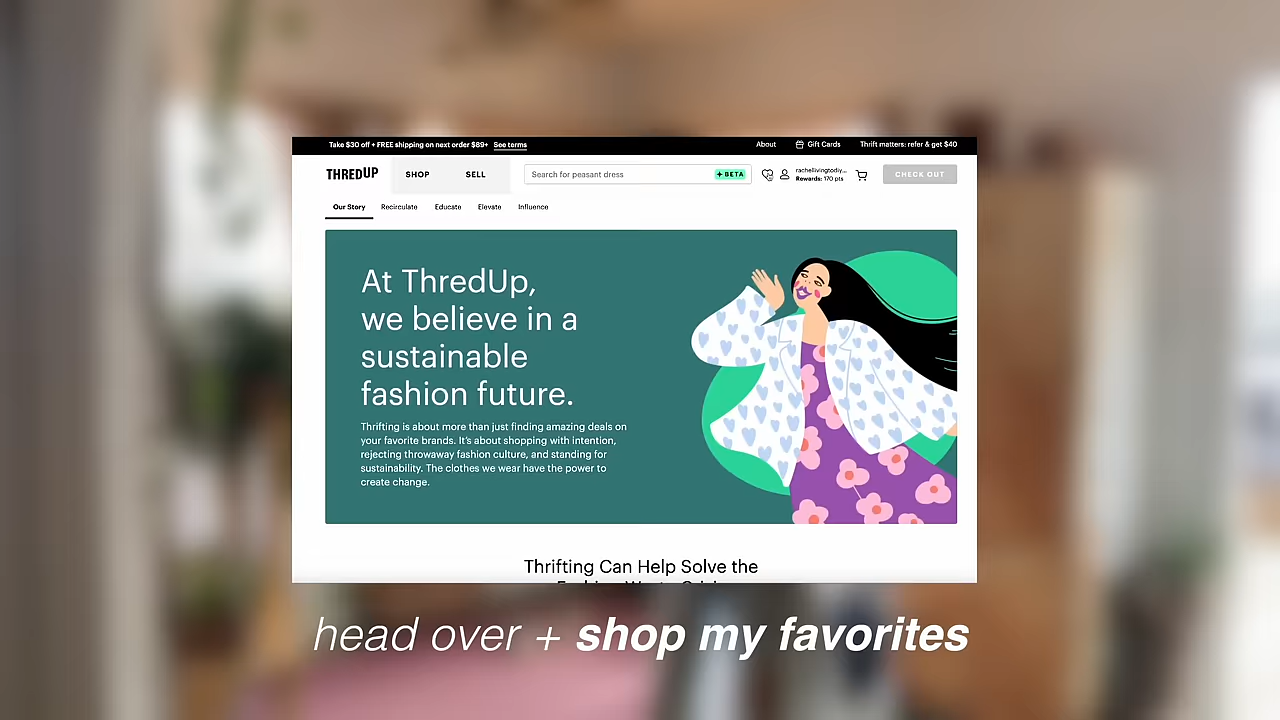 Take $30 off + FREE shipping on next order $89+ See terms
About Gift Cards Thrift matters: refer & get $40
THREDUP SHOP SELL Search for peasant dress + BETA rachellivingtodiy... CHECK OUT
Rewards: 170 pts
Our Story Recirculate Educate Elevate Influence
At ThredUp,
we believe in a
sustainable
fashion future.
Thrifting is about more than just finding amazing deals on
your favorite brands. It's about shopping with intention,
rejecting throwaway fashion culture, and standing for
sustainability. The clothes we wear have the power to
create change.
Thrifting Can Help Solve the
head over + shop my favorites